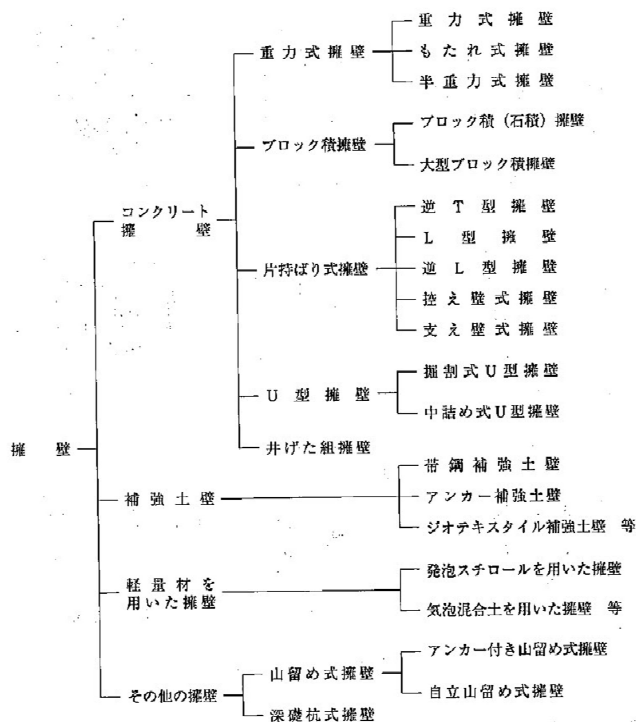 重力式擁壁
もたれ式擁壁
半重力式擁壁
重力式擁壁
ブロック積（石積）擁壁
ブロック積擁壁
大型ブロック積擁壁
コンクリート
擁壁
逆T型擁壁
L型擁壁
片持ばり式擁壁
逆L型擁壁
控え壁式擁壁
支え壁式擁壁
掘割式U型擁壁
U型擁壁
中詰め式U型擁壁
井げた組擁壁
擁壁
帯鋼補強土壁
補強土壁
アンカー補強土壁
ジオテキスタイル補強土壁 等
軽量材を
用いた擁壁
発泡スチロールを用いた擁壁
気泡混合土を用いた擁壁 等
アンカー付き山留め式擁壁
山留め式擁壁
自立山留め式擁壁
その他の擁壁
深礎杭式擁壁